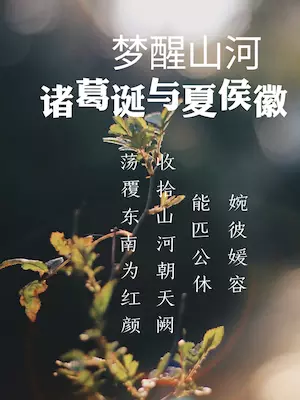 梦醒山河
诸葛诞与夏侯徽
婉彼媛容
能匹公休
收拾山河朝天阙
荡覆东南为红颜